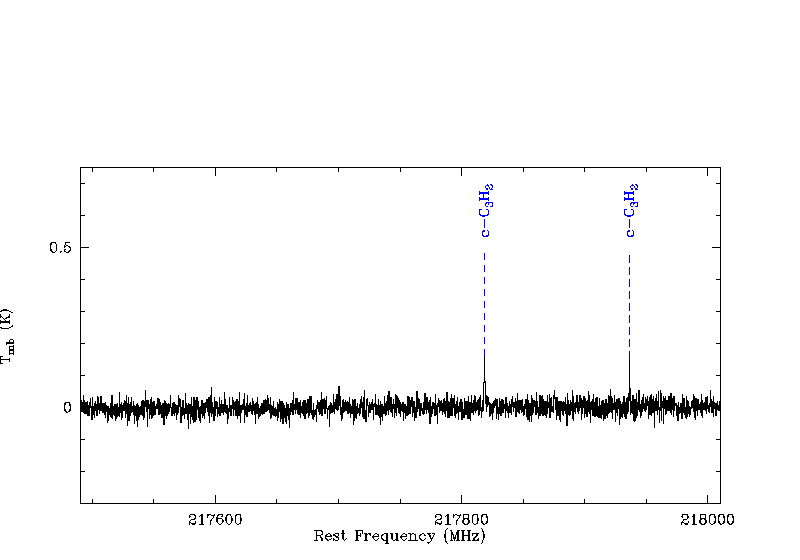 c-C3H2
c-C3H2
0.5
0
Tmb (K)
217600
217800
218000
Rest Frequency (MHz)